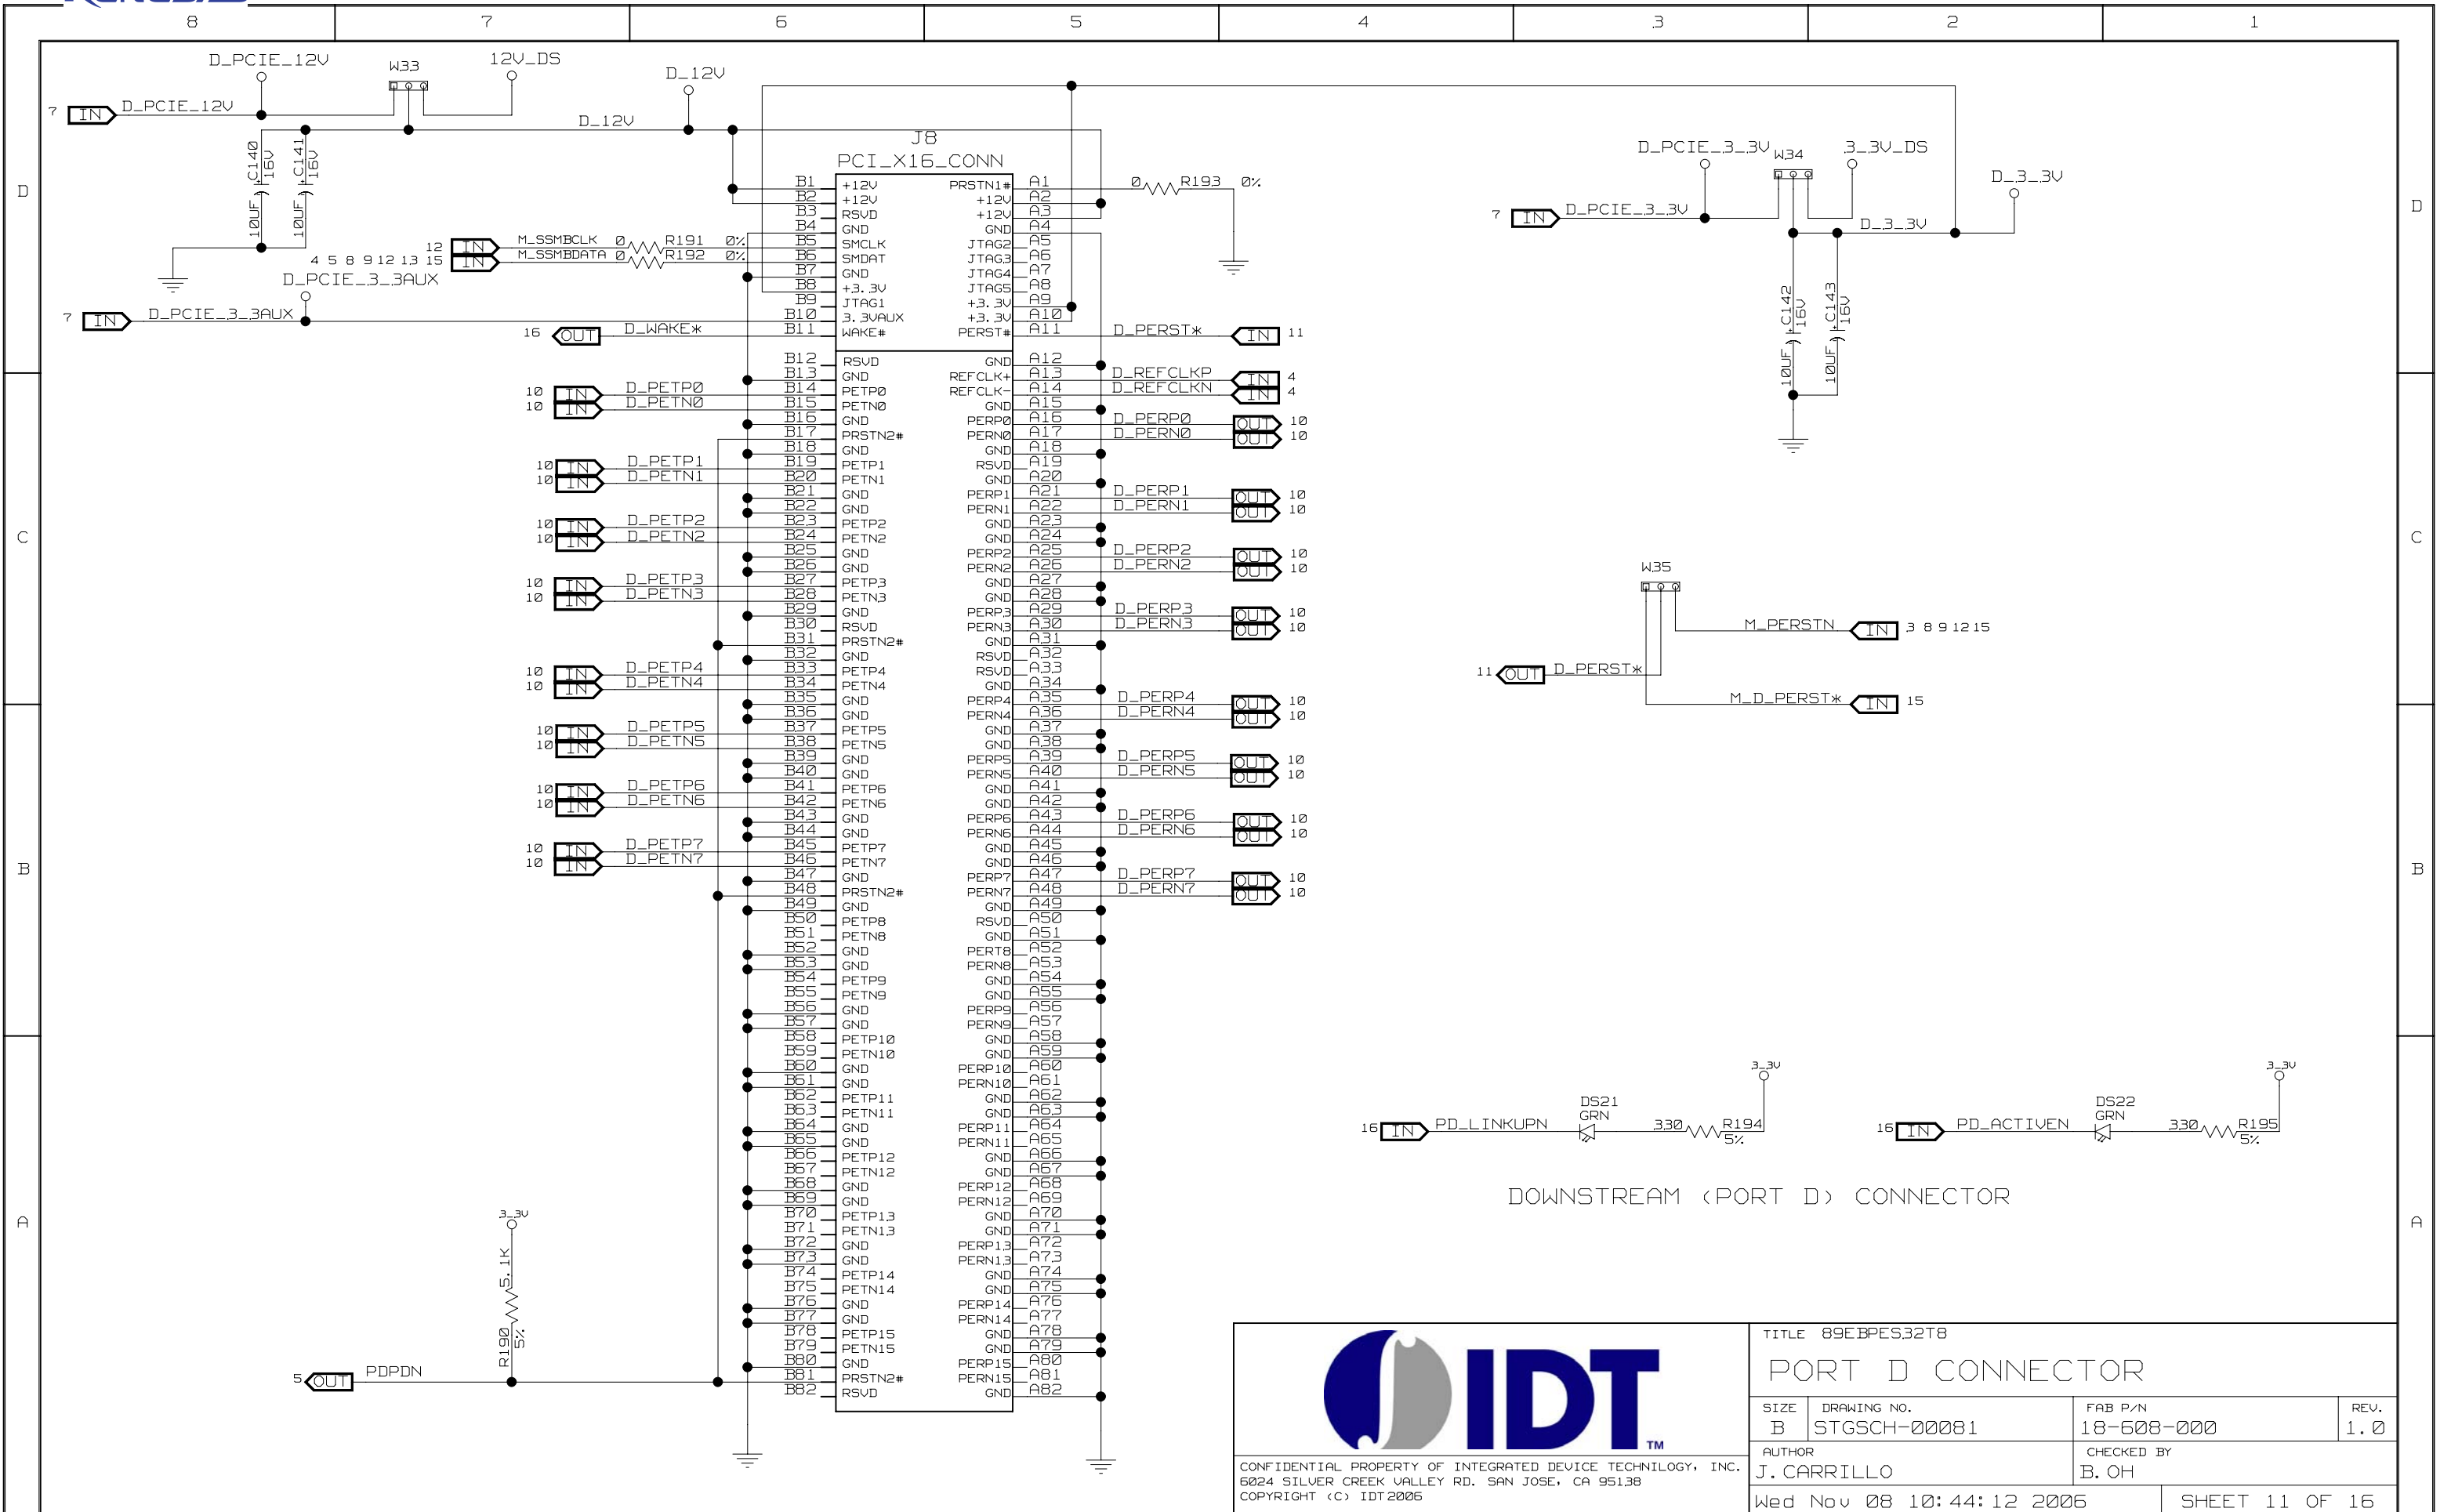 8 7 6 5 4 3 2 1
D_PCIE_12V W33 12V_DS D_12V
7 IN D_PCIE_12V
D_12V
C140 16V 10UF
C141 16V 10UF
J8
PCI_X16_CONN
12 IN M_SSMBCLK 0 R191 0%
4 5 8 9 12 13 15 IN M_SSMBDATA 0 R192 0%
D_PCIE_3_3AUX
7 IN D_PCIE_3_3AUX
16 OUT D_WAKE*
0 R193 0%
D_PERST* IN 11
B1 +12V PRSTN1# A1
B2 +12V +12V A2
B3 RSVD +12V A3
B4 GND GND A4
B5 SMCLK JTAG2 A5
B6 SMDAT JTAG3 A6
B7 GND JTAG4 A7
B8 +3.3V JTAG5 A8
B9 JTAG1 +3.3V A9
B10 3.3VAUX +3.3V A10
B11 WAKE# PERST# A11
B12 RSVD GND A12
B13 GND REFCLK+ A13 D_REFCLKP IN 4
10 IN D_PETP0 B14 PETP0 REFCLK- A14 D_REFCLKN IN 4
10 IN D_PETN0 B15 PETN0 GND A15
B16 GND PERP0 A16 D_PERP0 OUT 10
B17 PRSTN2# PERN0 A17 D_PERN0 OUT 10
B18 GND GND A18
10 IN D_PETP1 B19 PETP1 RSVD A19
10 IN D_PETN1 B20 PETN1 GND A20
B21 GND PERP1 A21 D_PERP1 OUT 10
B22 GND PERN1 A22 D_PERN1 OUT 10
10 IN D_PETP2 B23 PETP2 GND A23
10 IN D_PETN2 B24 PETN2 GND A24
B25 GND PERP2 A25 D_PERP2 OUT 10
B26 GND PERN2 A26 D_PERN2 OUT 10
10 IN D_PETP3 B27 PETP3 GND A27
10 IN D_PETN3 B28 PETN3 GND A28
B29 GND PERP3 A29 D_PERP3 OUT 10
B30 RSVD PERN3 A30 D_PERN3 OUT 10
B31 PRSTN2# GND A31
B32 GND RSVD A32
10 IN D_PETP4 B33 PETP4 RSVD A33
10 IN D_PETN4 B34 PETN4 GND A34
B35 GND PERP4 A35 D_PERP4 OUT 10
B36 GND PERN4 A36 D_PERN4 OUT 10
10 IN D_PETP5 B37 PETP5 GND A37
10 IN D_PETN5 B38 PETN5 GND A38
B39 GND PERP5 A39 D_PERP5 OUT 10
B40 GND PERN5 A40 D_PERN5 OUT 10
10 IN D_PETP6 B41 PETP6 GND A41
10 IN D_PETN6 B42 PETN6 GND A42
B43 GND PERP6 A43 D_PERP6 OUT 10
B44 GND PERN6 A44 D_PERN6 OUT 10
10 IN D_PETP7 B45 PETP7 GND A45
10 IN D_PETN7 B46 PETN7 GND A46
B47 GND PERP7 A47 D_PERP7 OUT 10
B48 PRSTN2# PERN7 A48 D_PERN7 OUT 10
B49 GND GND A49
B50 PETP8 RSVD A50
B51 PETN8 GND A51
B52 GND PERT8 A52
B53 GND PERN8 A53
B54 PETP9 GND A54
B55 PETN9 GND A55
B56 GND PERP9 A56
B57 GND PERN9 A57
B58 PETP10 GND A58
B59 PETN10 GND A59
B60 GND PERP10 A60
B61 GND PERN10 A61
B62 PETP11 GND A62
B63 PETN11 GND A63
B64 GND PERP11 A64
B65 GND PERN11 A65
B66 PETP12 GND A66
B67 PETN12 GND A67
B68 GND PERP12 A68
B69 GND PERN12 A69
B70 PETP13 GND A70
B71 PETN13 GND A71
B72 GND PERP13 A72
B73 GND PERN13 A73
B74 PETP14 GND A74
B75 PETN14 GND A75
B76 GND PERP14 A76
B77 GND PERN14 A77
B78 PETP15 GND A78
B79 PETN15 GND A79
B80 GND PERP15 A80
B81 PRSTN2# PERN15 A81
B82 RSVD GND A82
3_3V
R190 5.1K 5%
5 OUT PDPDN
D_PCIE_3_3V W34 3_3V_DS D_3_3V
7 IN D_PCIE_3_3V
D_3_3V
C142 16V 10UF
C143 16V 10UF
W35
M_PERSTN IN 3 8 9 12 15
11 OUT D_PERST*
M_D_PERST* IN 15
3_3V
16 IN PD_LINKUPN DS21 GRN 330 R194 5%
3_3V
16 IN PD_ACTIVEN DS22 GRN 330 R195 5%
DOWNSTREAM (PORT D) CONNECTOR
D D
C C
B B
A A
IDT TM
CONFIDENTIAL PROPERTY OF INTEGRATED DEVICE TECHNILOGY, INC.
6024 SILVER CREEK VALLEY RD. SAN JOSE, CA 95138
COPYRIGHT (C) IDT 2006
TITLE 89EBPES32T8
PORT D CONNECTOR
SIZE DRAWING NO. FAB P/N REV.
B STGSCH-00081 18-608-000 1.0
AUTHOR CHECKED BY
J. CARRILLO B. OH
Wed Nov 08 10:44:12 2006 SHEET 11 OF 16